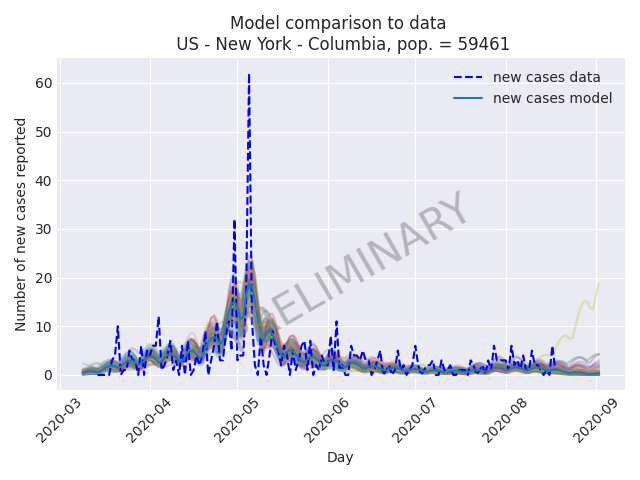 Model comparison to data
US - New York - Columbia, pop. = 59461
Number of new cases reported
60
50
40
30
20
10
0
new cases data
new cases model
PRELIMINARY
2020-03
2020-04
2020-05
2020-06
2020-07
2020-08
2020-09
Day